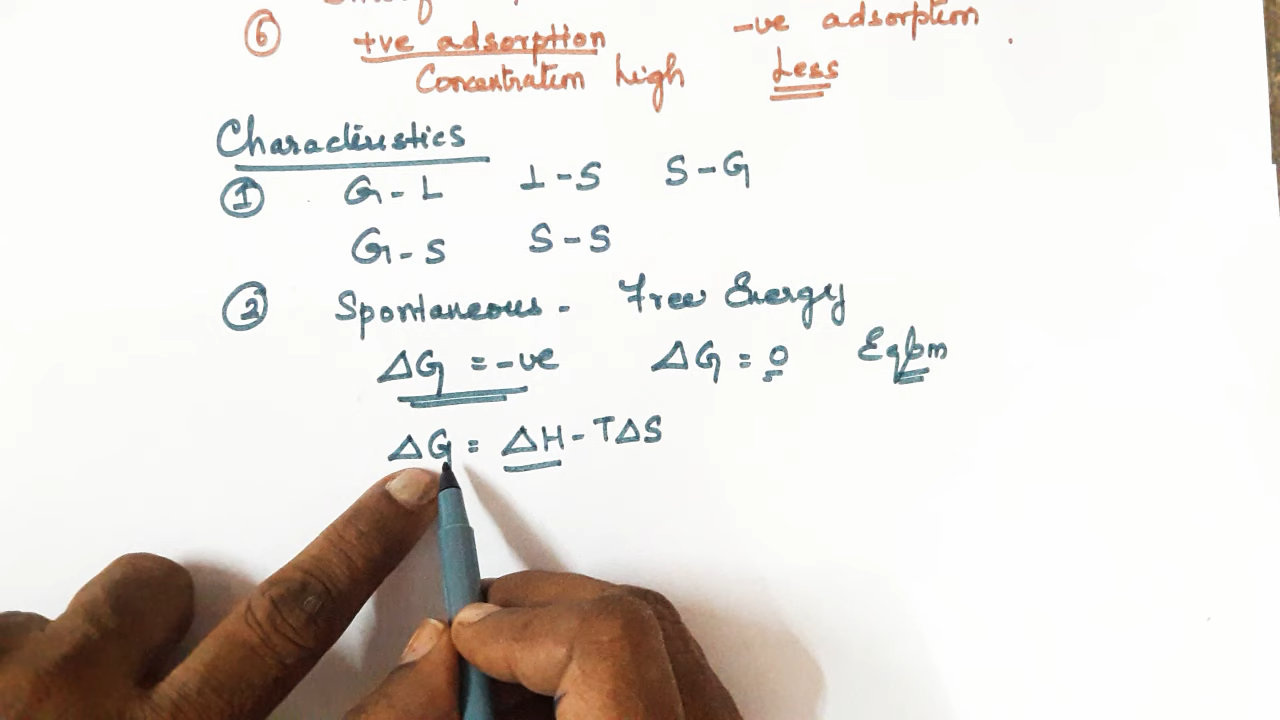 ⑥ +ve adsorption -ve adsorption
Concentration high Less
Characteristics
① G-L L-S S-G
G-S S-S
② Spontaneous - Free Energy
ΔG = -ve ΔG = 0 Eqbm
ΔG = ΔH - TΔS